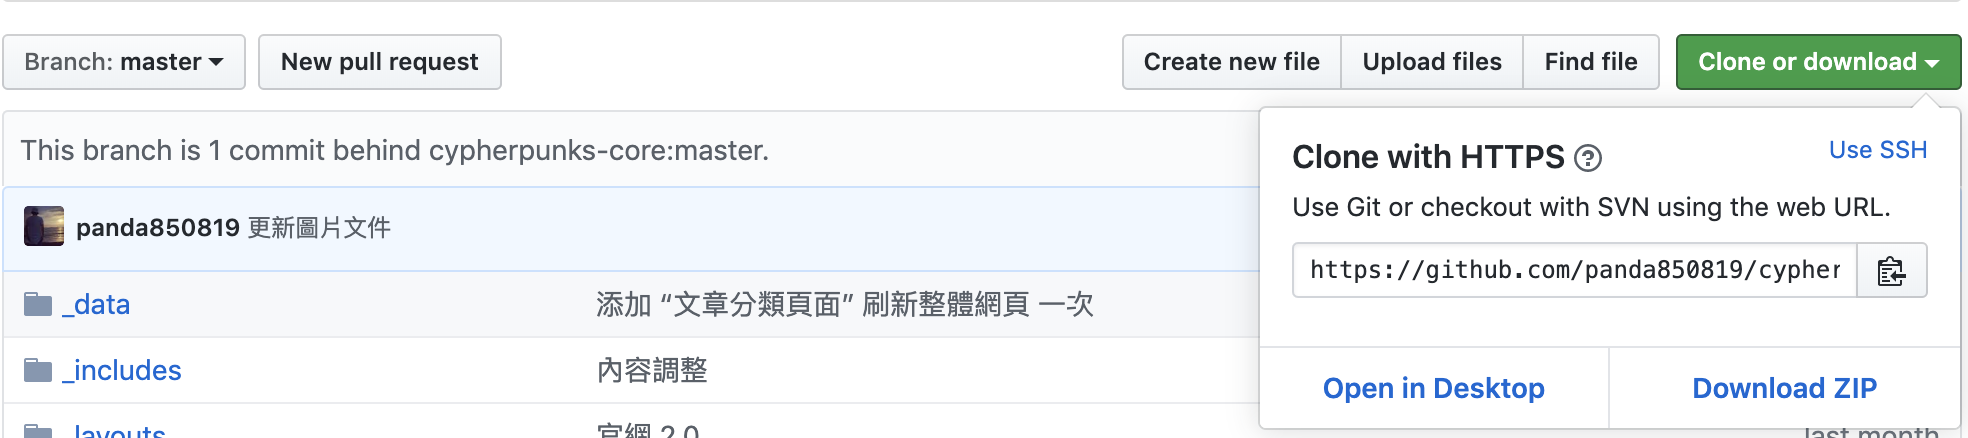 Branch: master
New pull request
Create new file
Upload files
Find file
Clone or download
This branch is 1 commit behind cypherpunks-core:master.
panda850819 更新圖片文件
_data
添加 “文章分類頁面” 刷新整體網頁 一次
_includes
內容調整
_layouts
官網 2.0
last month
Clone with HTTPS
Use SSH
Use Git or checkout with SVN using the web URL.
https://github.com/panda850819/cypher
Open in Desktop
Download ZIP